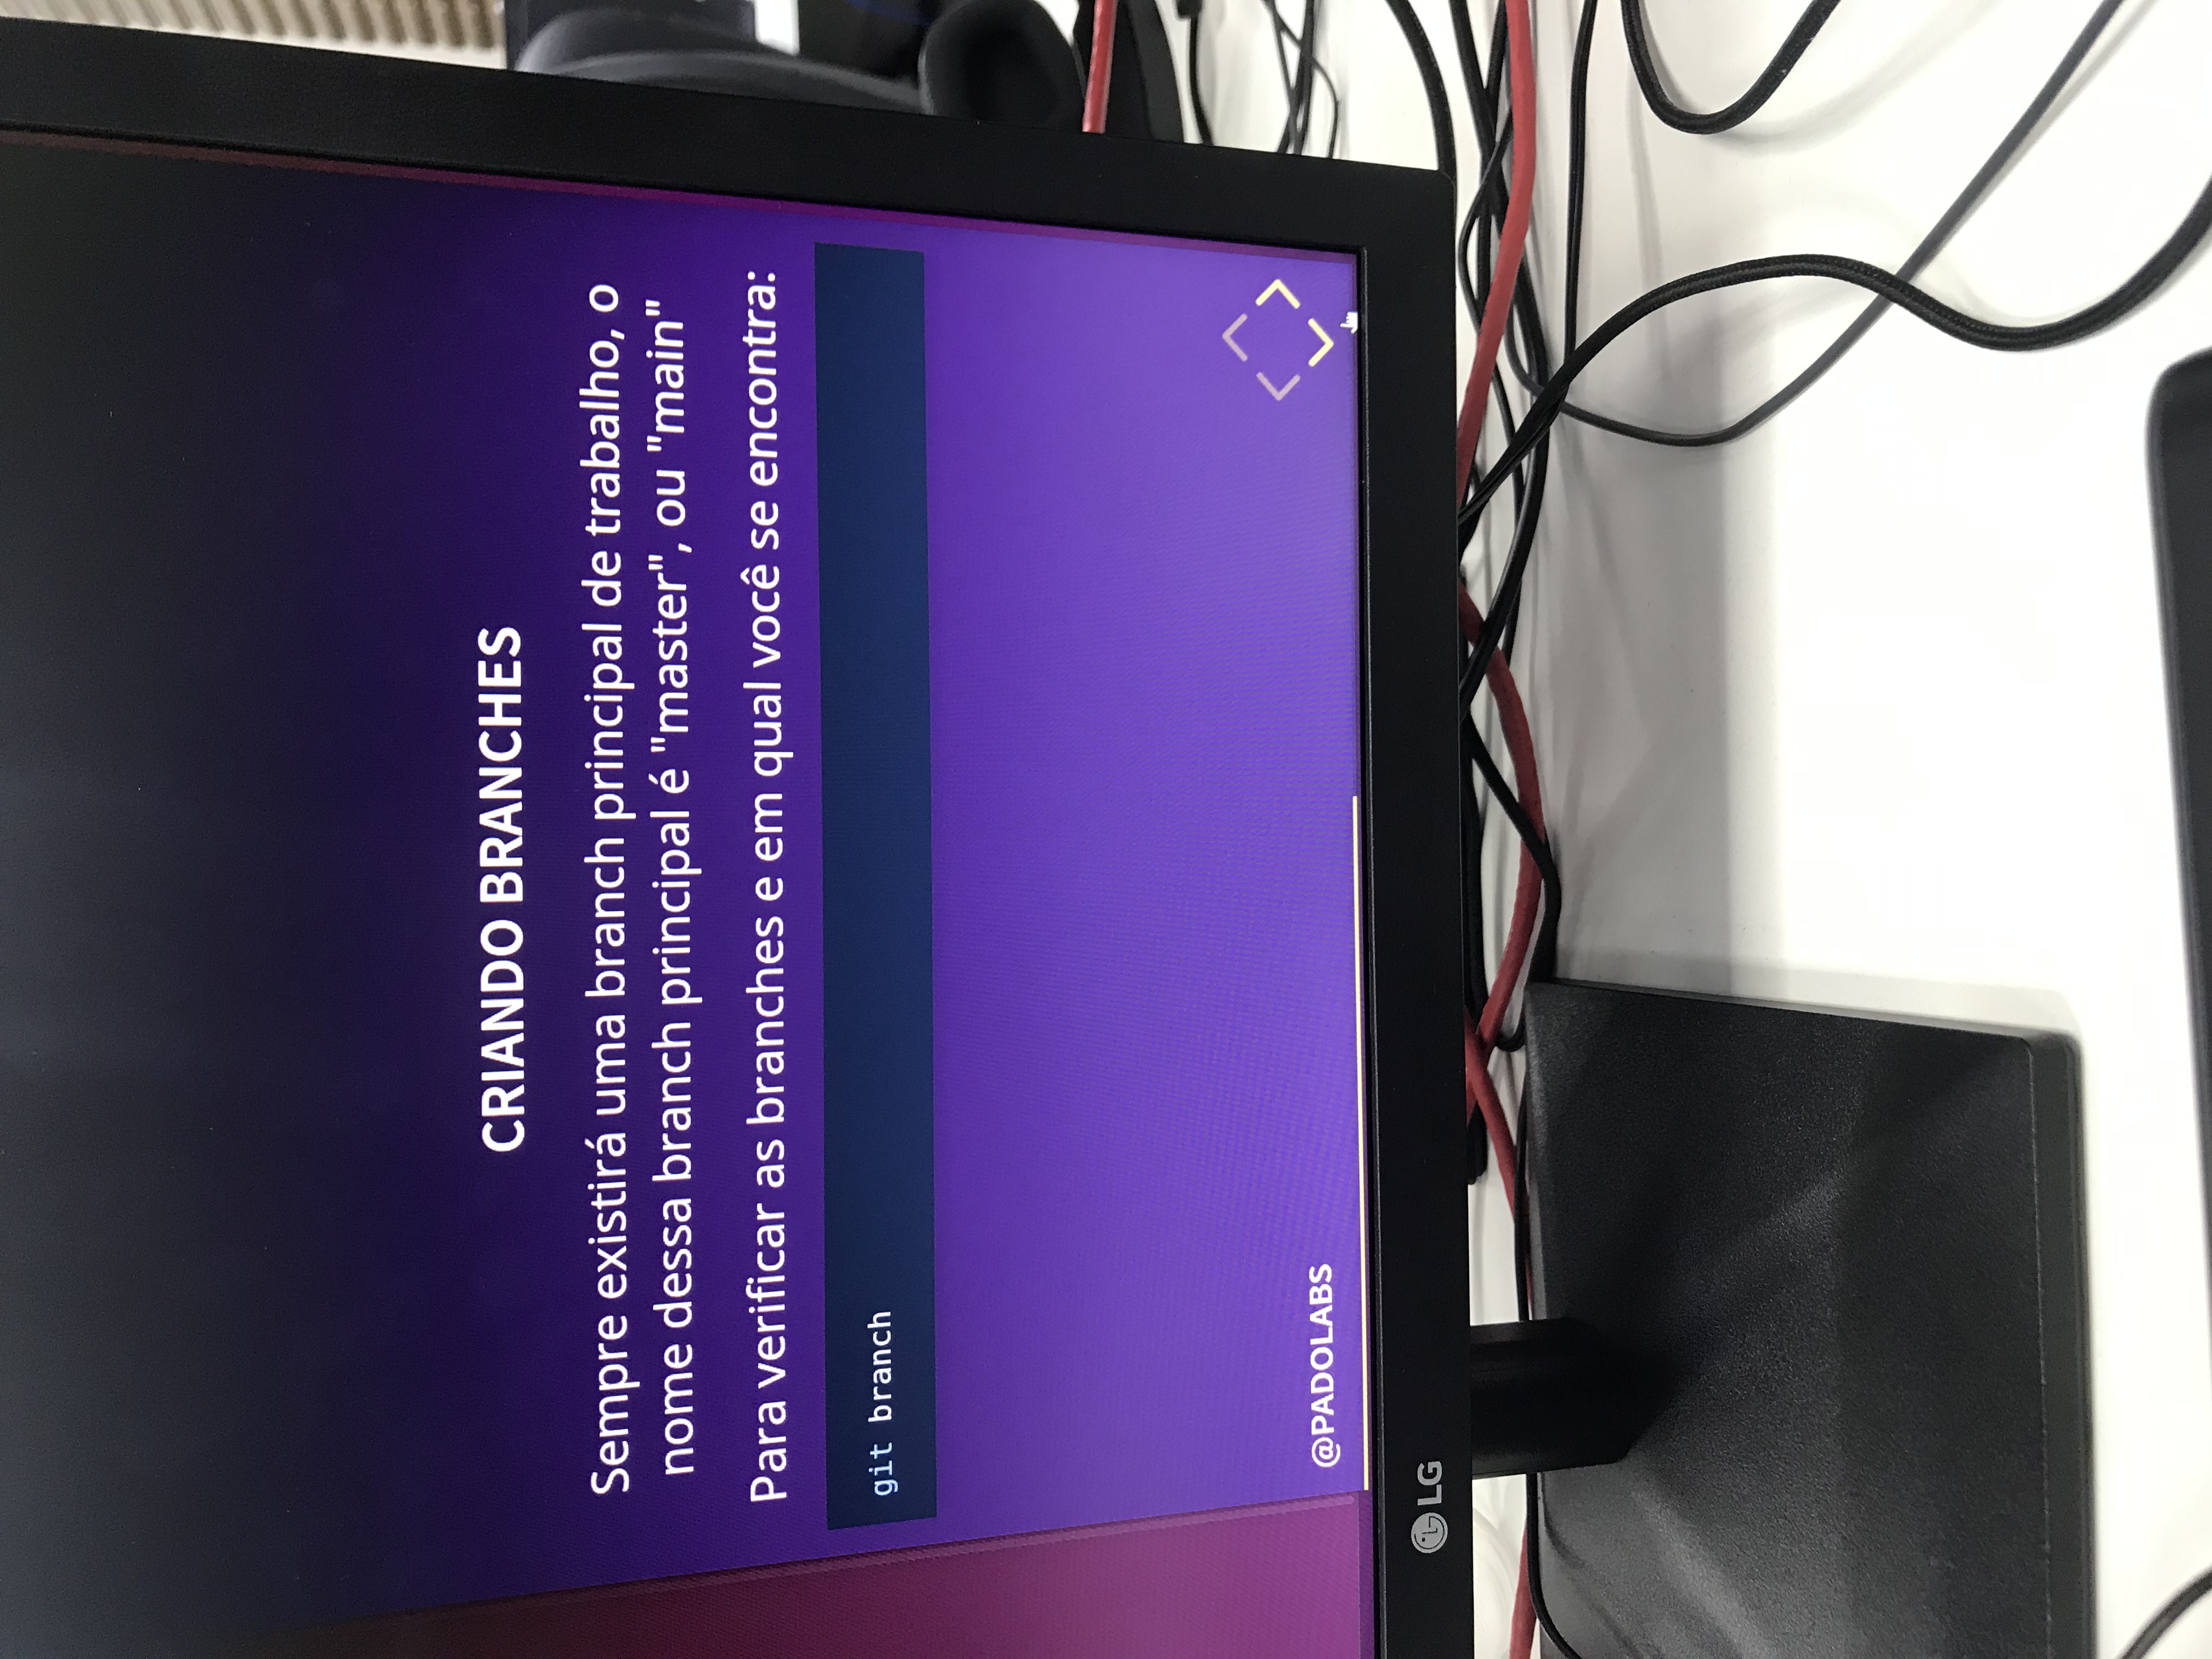 CRIANDO BRANCHES
Sempre existirá uma branch principal de trabalho, o
nome dessa branch principal é "master", ou "main"
Para verificar as branches e em qual você se encontra:
git branch
@PADOLABS
LG